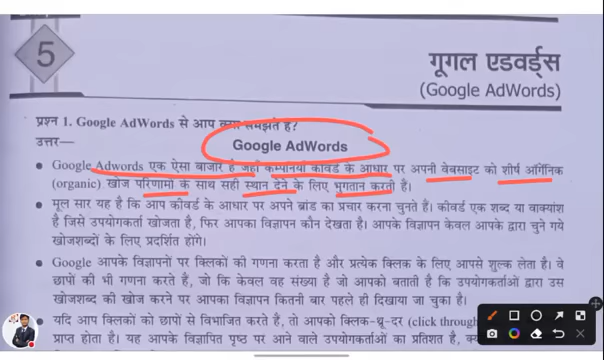 5
गूगल एडवर्ड्स
(Google AdWords)
प्रश्न 1. Google AdWords से आप क्या समझते हैं?
उत्तर—
Google AdWords
• Google Adwords एक ऐसा बाजार है जहाँ कम्पनियाँ कीवर्ड के आधार पर अपनी वेबसाइट को शीर्ष ऑर्गेनिक
(organic) खोज परिणामों के साथ सही स्थान देने के लिए भुगतान करती है।
• मूल सार यह है कि आप कीवर्ड के आधार पर अपने ब्रांड का प्रचार करना चुनते हैं। कीवर्ड एक शब्द या वाक्यांश
है जिसे उपयोगकर्ता खोजता है, फिर आपका विज्ञापन कौन देखता है। आपके विज्ञापन केवल आपके द्वारा चुने गये
खोजशब्दों के लिए प्रदर्शित होंगे।
• Google आपके विज्ञापनों पर क्लिकों की गणना करता है और प्रत्येक क्लिक के लिए आपसे शुल्क लेता है। वे
छापों की भी गणना करते हैं, जो कि केवल वह संख्या है जो आपको बताती है कि उपयोगकर्ताओं द्वारा उस
खोजशब्द की खोज करने पर आपका विज्ञापन कितनी बार पहले ही दिखाया जा चुका है।
• यदि आप क्लिकों को छापों से विभाजित करते हैं, तो आपको क्लिक-थ्रू-दर (click through
प्राप्त होता है। यह आपके विज्ञापित पृष्ठ पर आने वाले उपयोगकर्ताओं का प्रतिशत है,